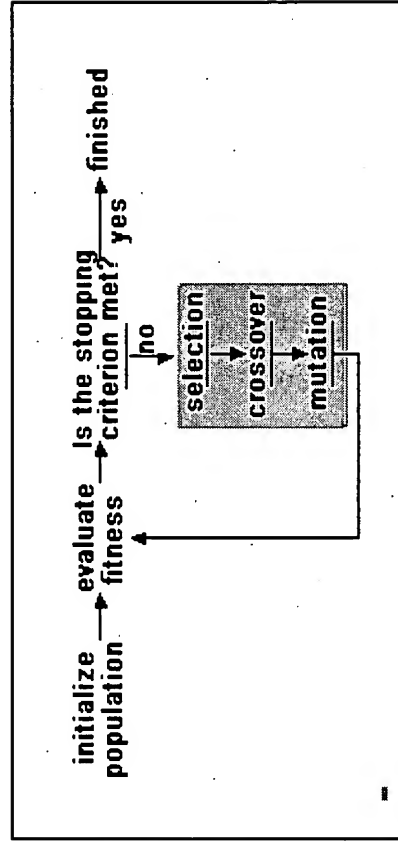 initialize
population
evaluate
fitness
Is the stopping
criterion met?
yes
finished
no
selection
crossover
mutation